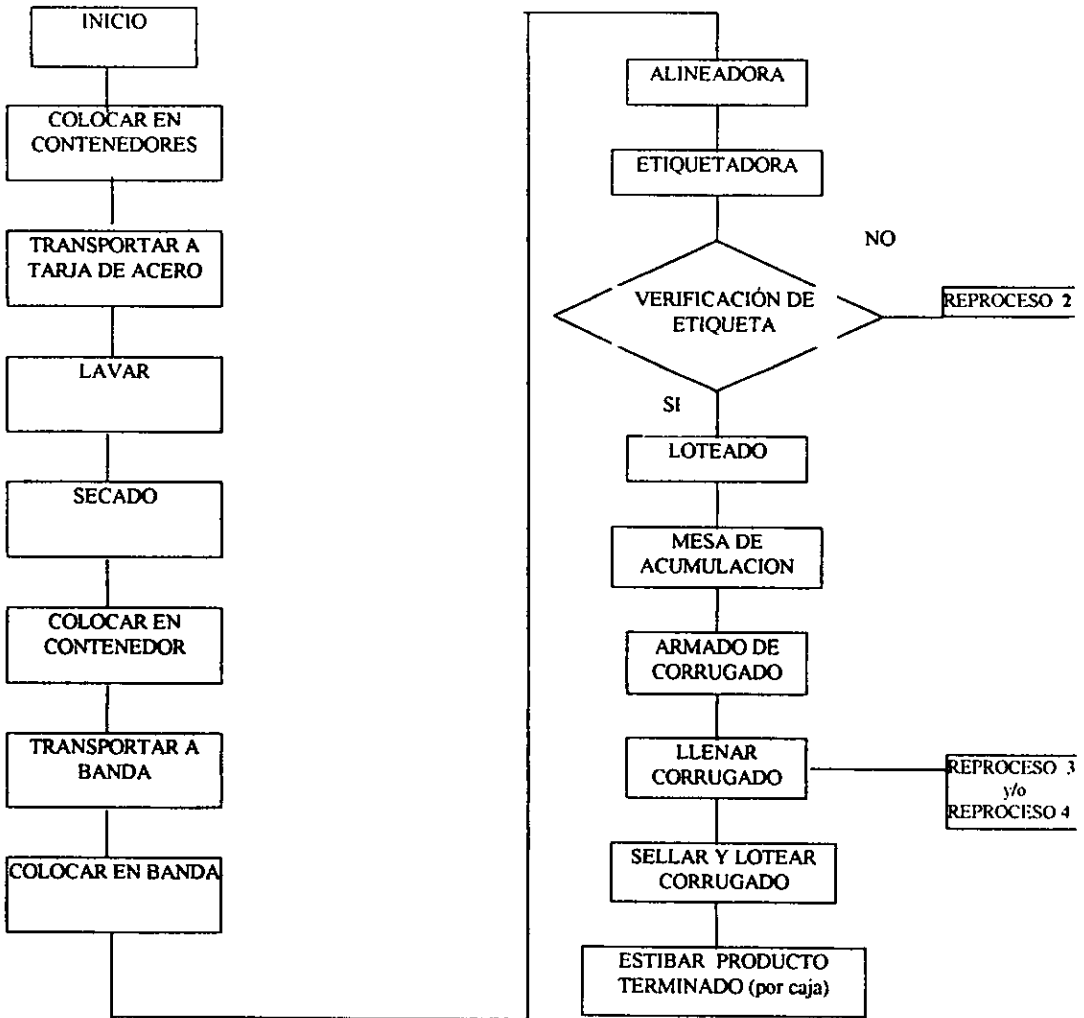 INICIO
COLOCAR EN
CONTENEDORES
TRANSPORTAR A
TARJA DE ACERO
LAVAR
SECADO
COLOCAR EN
CONTENEDOR
TRANSPORTAR A
BANDA
COLOCAR EN BANDA
ALINEADORA
ETIQUETADORA
NO
VERIFICACIÓN DE
ETIQUETA
REPROCESO 2
SI
LOTEADO
MESA DE
ACUMULACION
ARMADO DE
CORRUGADO
LLENAR
CORRUGADO
REPROCESO 3
y/o
REPROCESO 4
SELLAR Y LOTEAR
CORRUGADO
ESTIBAR PRODUCTO
TERMINADO (por caja)